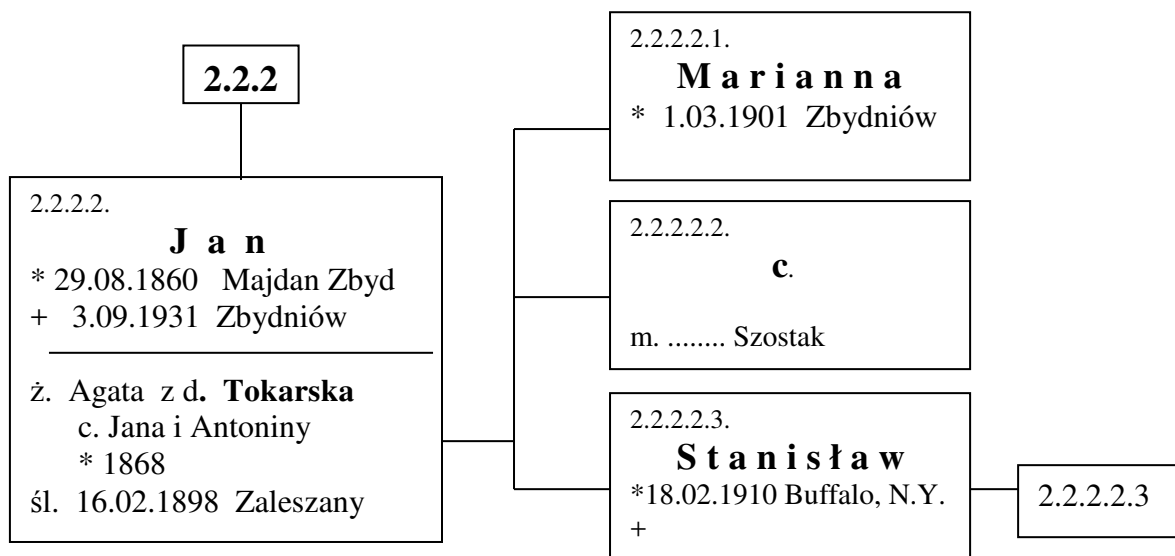 2.2.2
2.2.2.2.
J a n
* 29.08.1860 Majdan Zbyd
+ 3.09.1931 Zbydniów
ż. Agata z d. Tokarska
c. Jana i Antoniny
* 1868
śl. 16.02.1898 Zaleszany
2.2.2.2.1.
M a r i a n n a
* 1.03.1901 Zbydniów
2.2.2.2.2.
c.
m. ........ Szostak
2.2.2.2.3.
S t a n i s ł a w
*18.02.1910 Buffalo, N.Y.
+
2.2.2.2.3